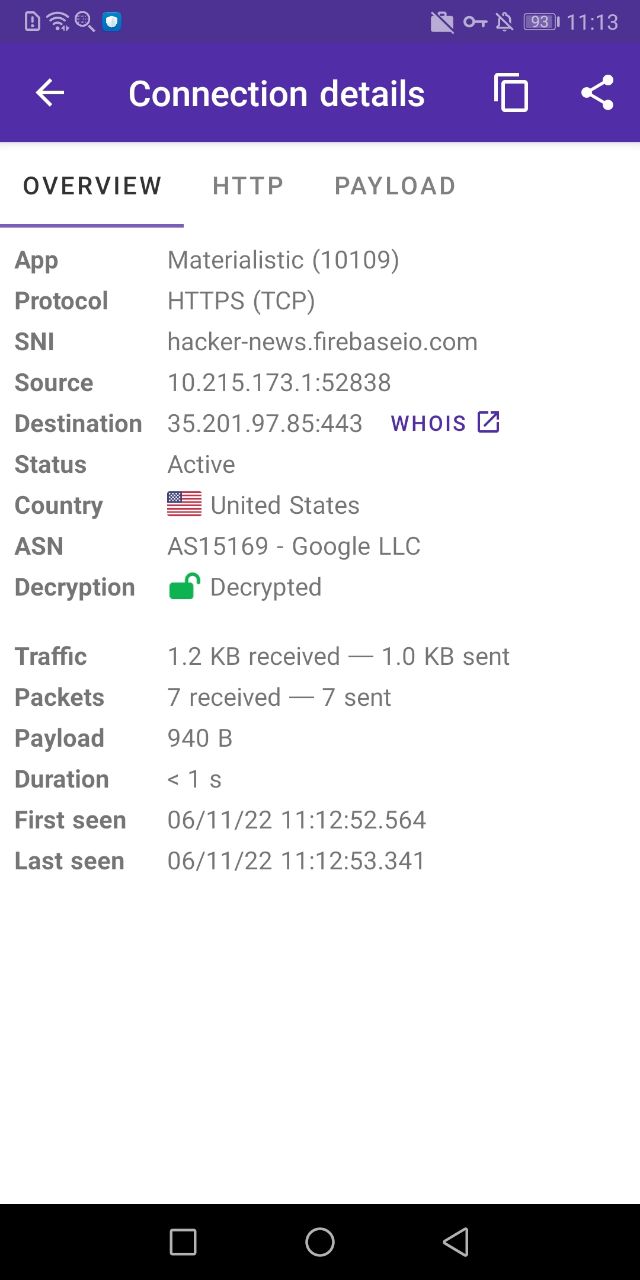 93 11:13
Connection details
OVERVIEW HTTP PAYLOAD
App Materialistic (10109)
Protocol HTTPS (TCP)
SNI hacker-news.firebaseio.com
Source 10.215.173.1:52838
Destination 35.201.97.85:443 WHOIS
Status Active
Country United States
ASN AS15169 - Google LLC
Decryption Decrypted
Traffic 1.2 KB received — 1.0 KB sent
Packets 7 received — 7 sent
Payload 940 B
Duration < 1 s
First seen 06/11/22 11:12:52.564
Last seen 06/11/22 11:12:53.341